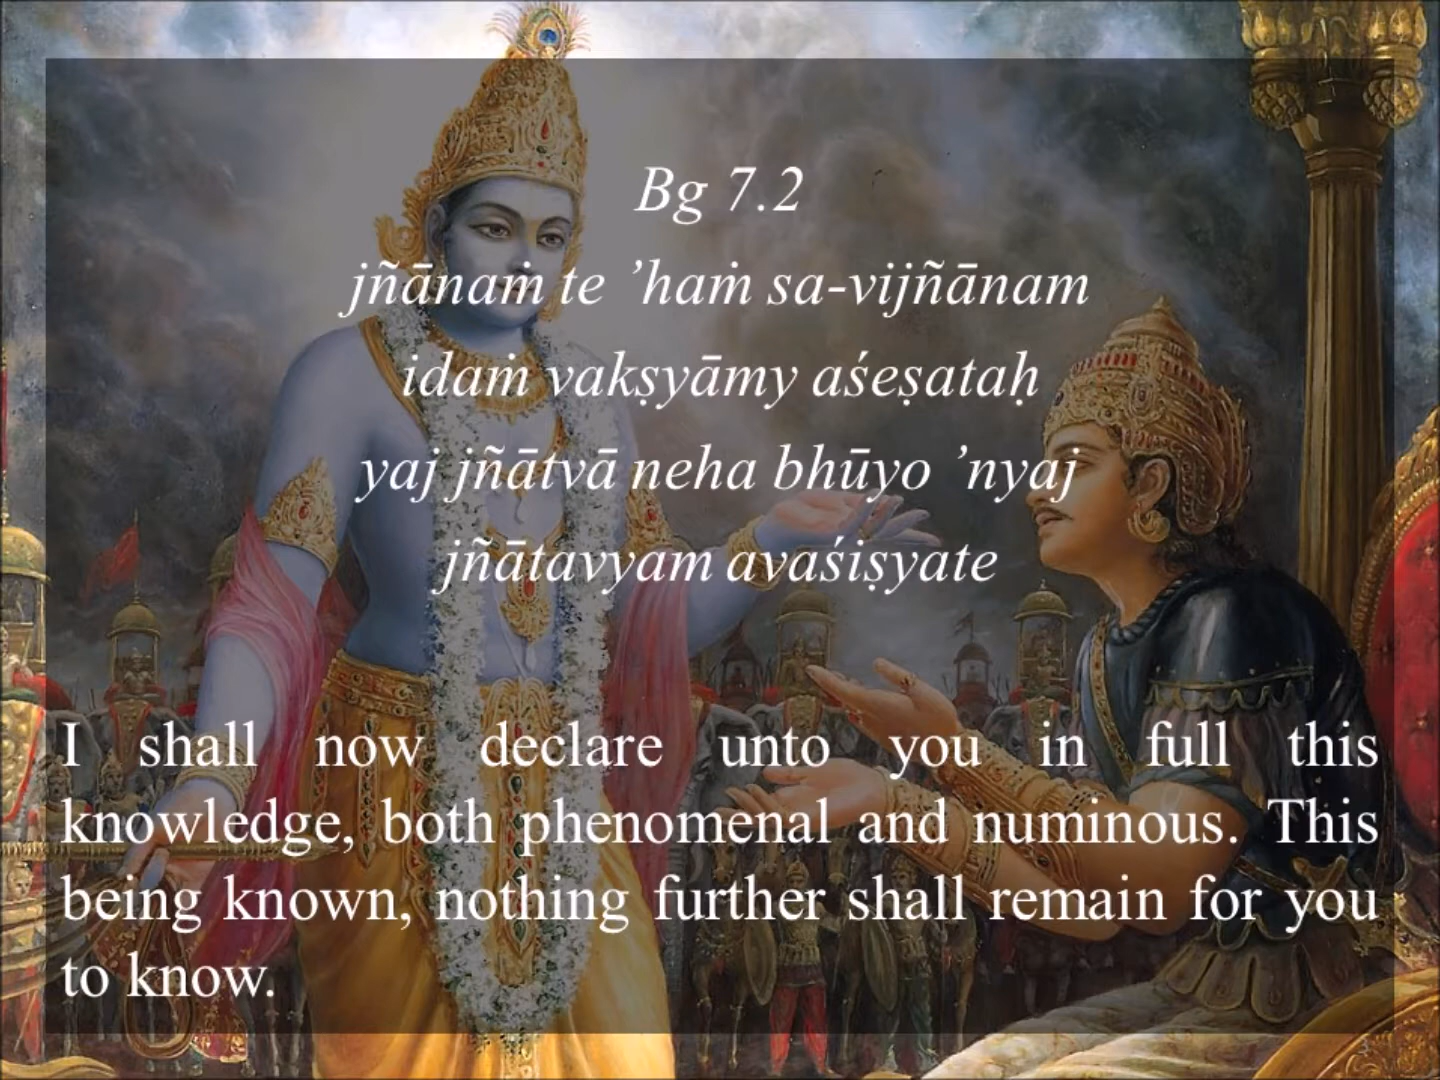 Bg 7.2
jñānaṁ te ’haṁ sa-vijñānam
idaṁ vakṣyāmy aśeṣataḥ
yaj jñātvā neha bhūyo ’nyaj
jñātavyam avaśiṣyate
I shall now declare unto you in full this
knowledge, both phenomenal and numinous. This
being known, nothing further shall remain for you
to know.